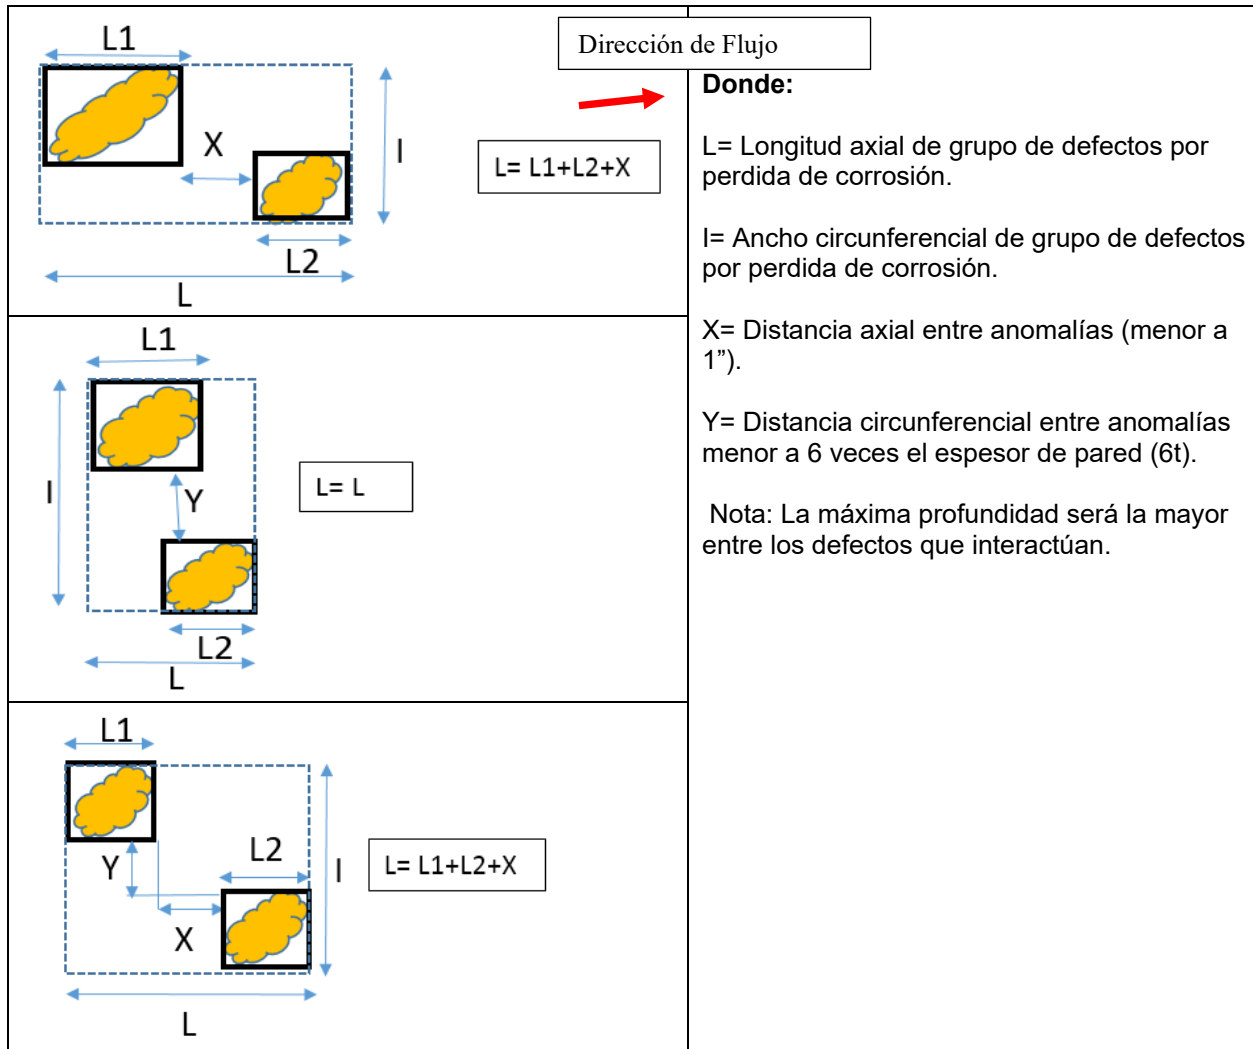 L1
Dirección de Flujo
X
I
L= L1+L2+X
L2
L
L1
I
Y
L= L
L2
L
L1
Y
L2
I
L= L1+L2+X
X
L
Donde:
L= Longitud axial de grupo de defectos por
perdida de corrosión.
I= Ancho circunferencial de grupo de defectos
por perdida de corrosión.
X= Distancia axial entre anomalías (menor a
1”).
Y= Distancia circunferencial entre anomalías
menor a 6 veces el espesor de pared (6t).
Nota: La máxima profundidad será la mayor
entre los defectos que interactúan.